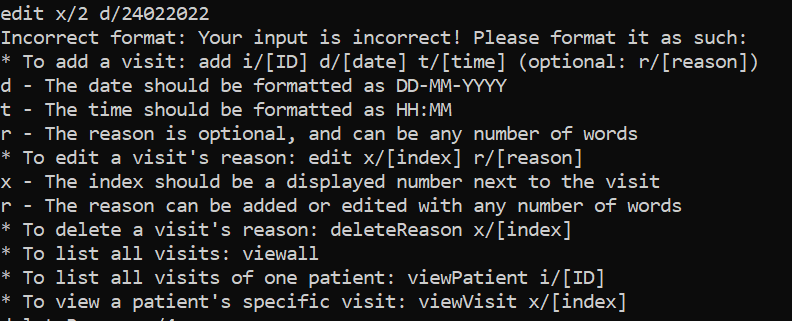 edit x/2 d/24022022
Incorrect format: Your input is incorrect! Please format it as such:
* To add a visit: add i/[ID] d/[date] t/[time] (optional: r/[reason])
d - The date should be formatted as DD-MM-YYYY
t - The time should be formatted as HH:MM
r - The reason is optional, and can be any number of words
* To edit a visit's reason: edit x/[index] r/[reason]
x - The index should be a displayed number next to the visit
r - The reason can be added or edited with any number of words
* To delete a visit's reason: deleteReason x/[index]
* To list all visits: viewall
* To list all visits of one patient: viewPatient i/[ID]
* To view a patient's specific visit: viewVisit x/[index]